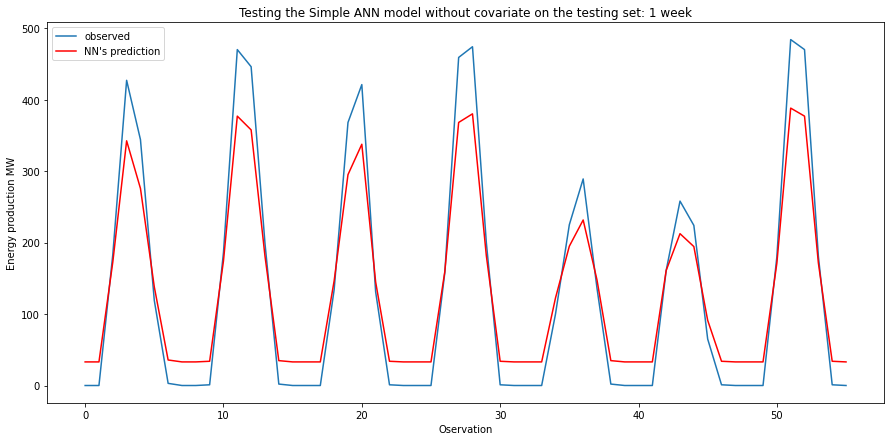 Testing the Simple ANN model without covariate on the testing set: 1 week
observed
NN's prediction
Energy production MW
500
400
300
200
100
0
0 10 20 30 40 50
Oservation